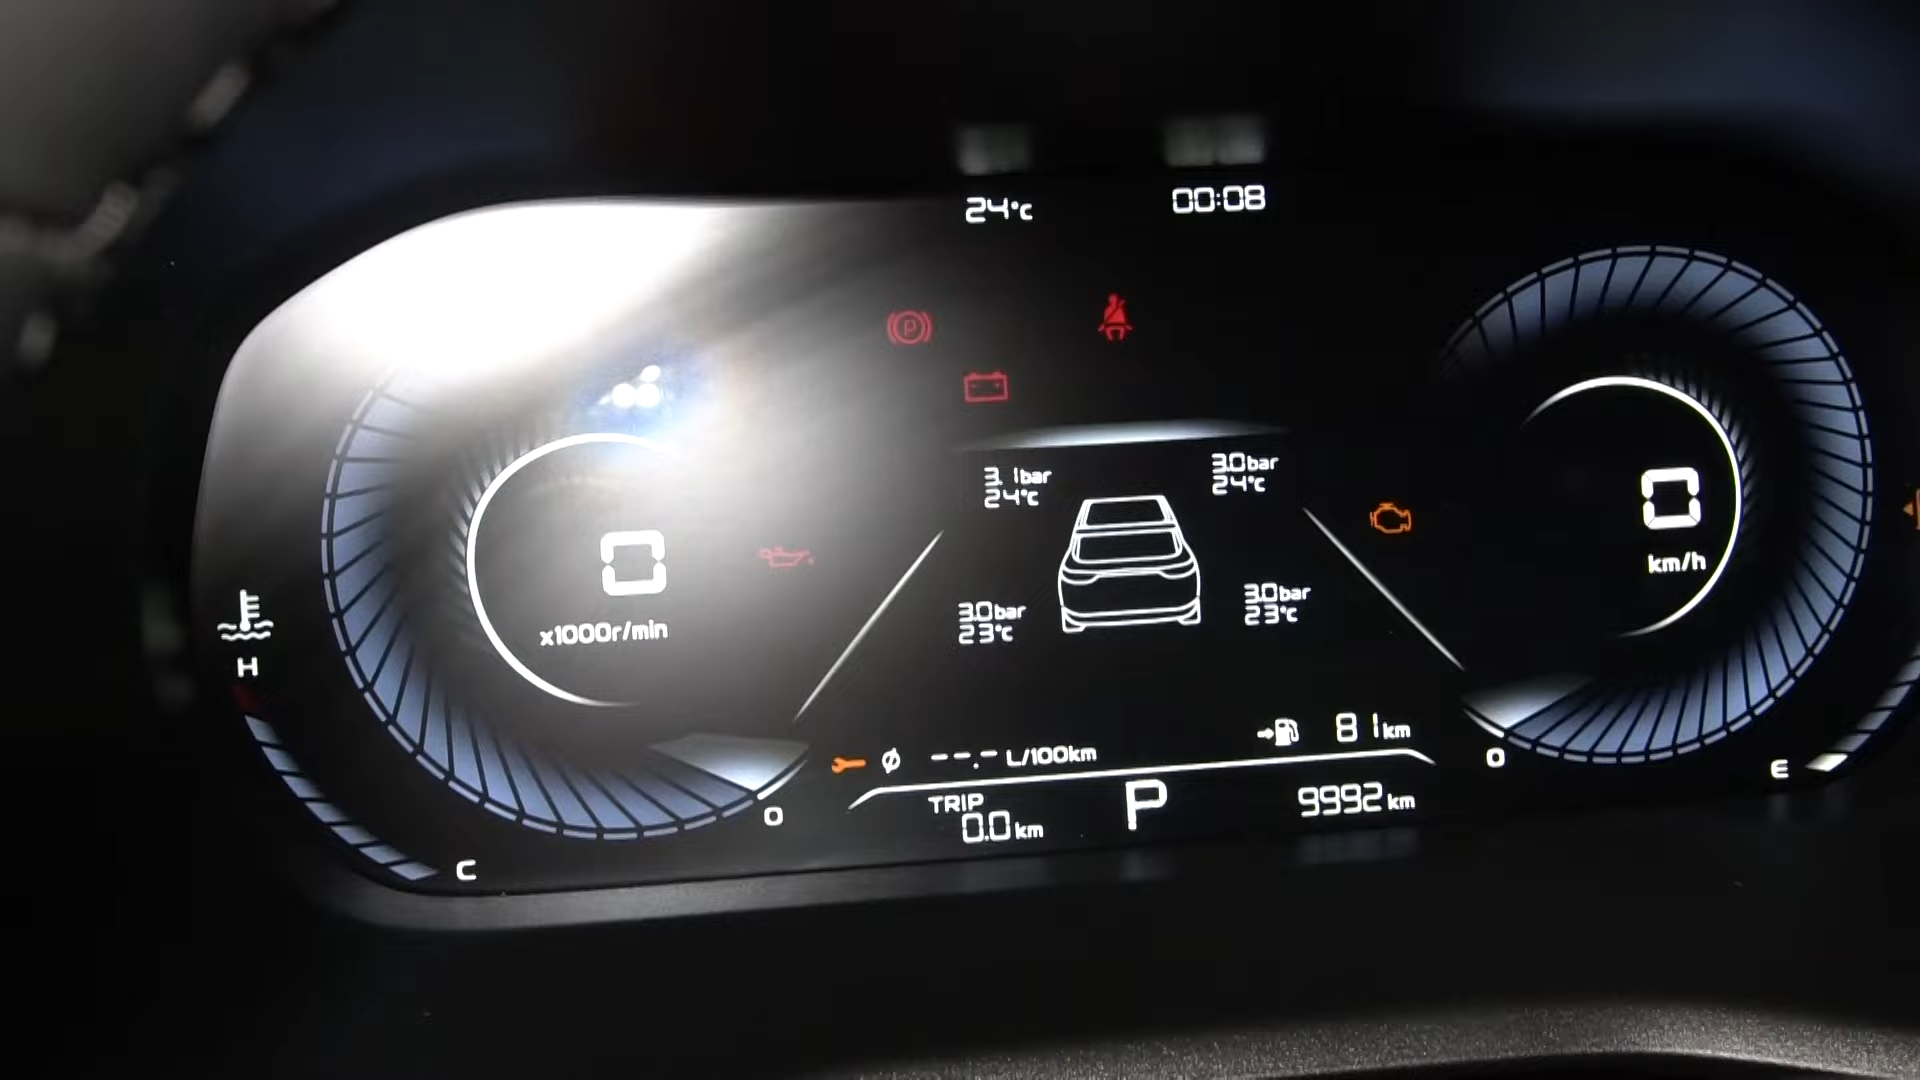 24°c
00:08
P
3.1bar
24°c
3.0bar
24°c
0
x1000r/min
0
km/h
3.0bar
23°c
3.0bar
23°c
H
C
0
Ø --.- L/100km
81km
0
E
TRIP
0.0km
P
9992km